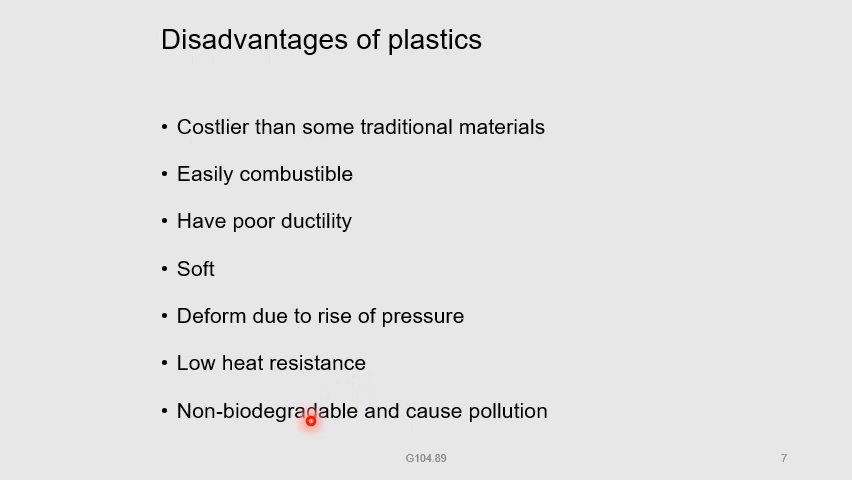 Disadvantages of plastics
• Costlier than some traditional materials
• Easily combustible
• Have poor ductility
• Soft
• Deform due to rise of pressure
• Low heat resistance
• Non-biodegradable and cause pollution
G104.89
7